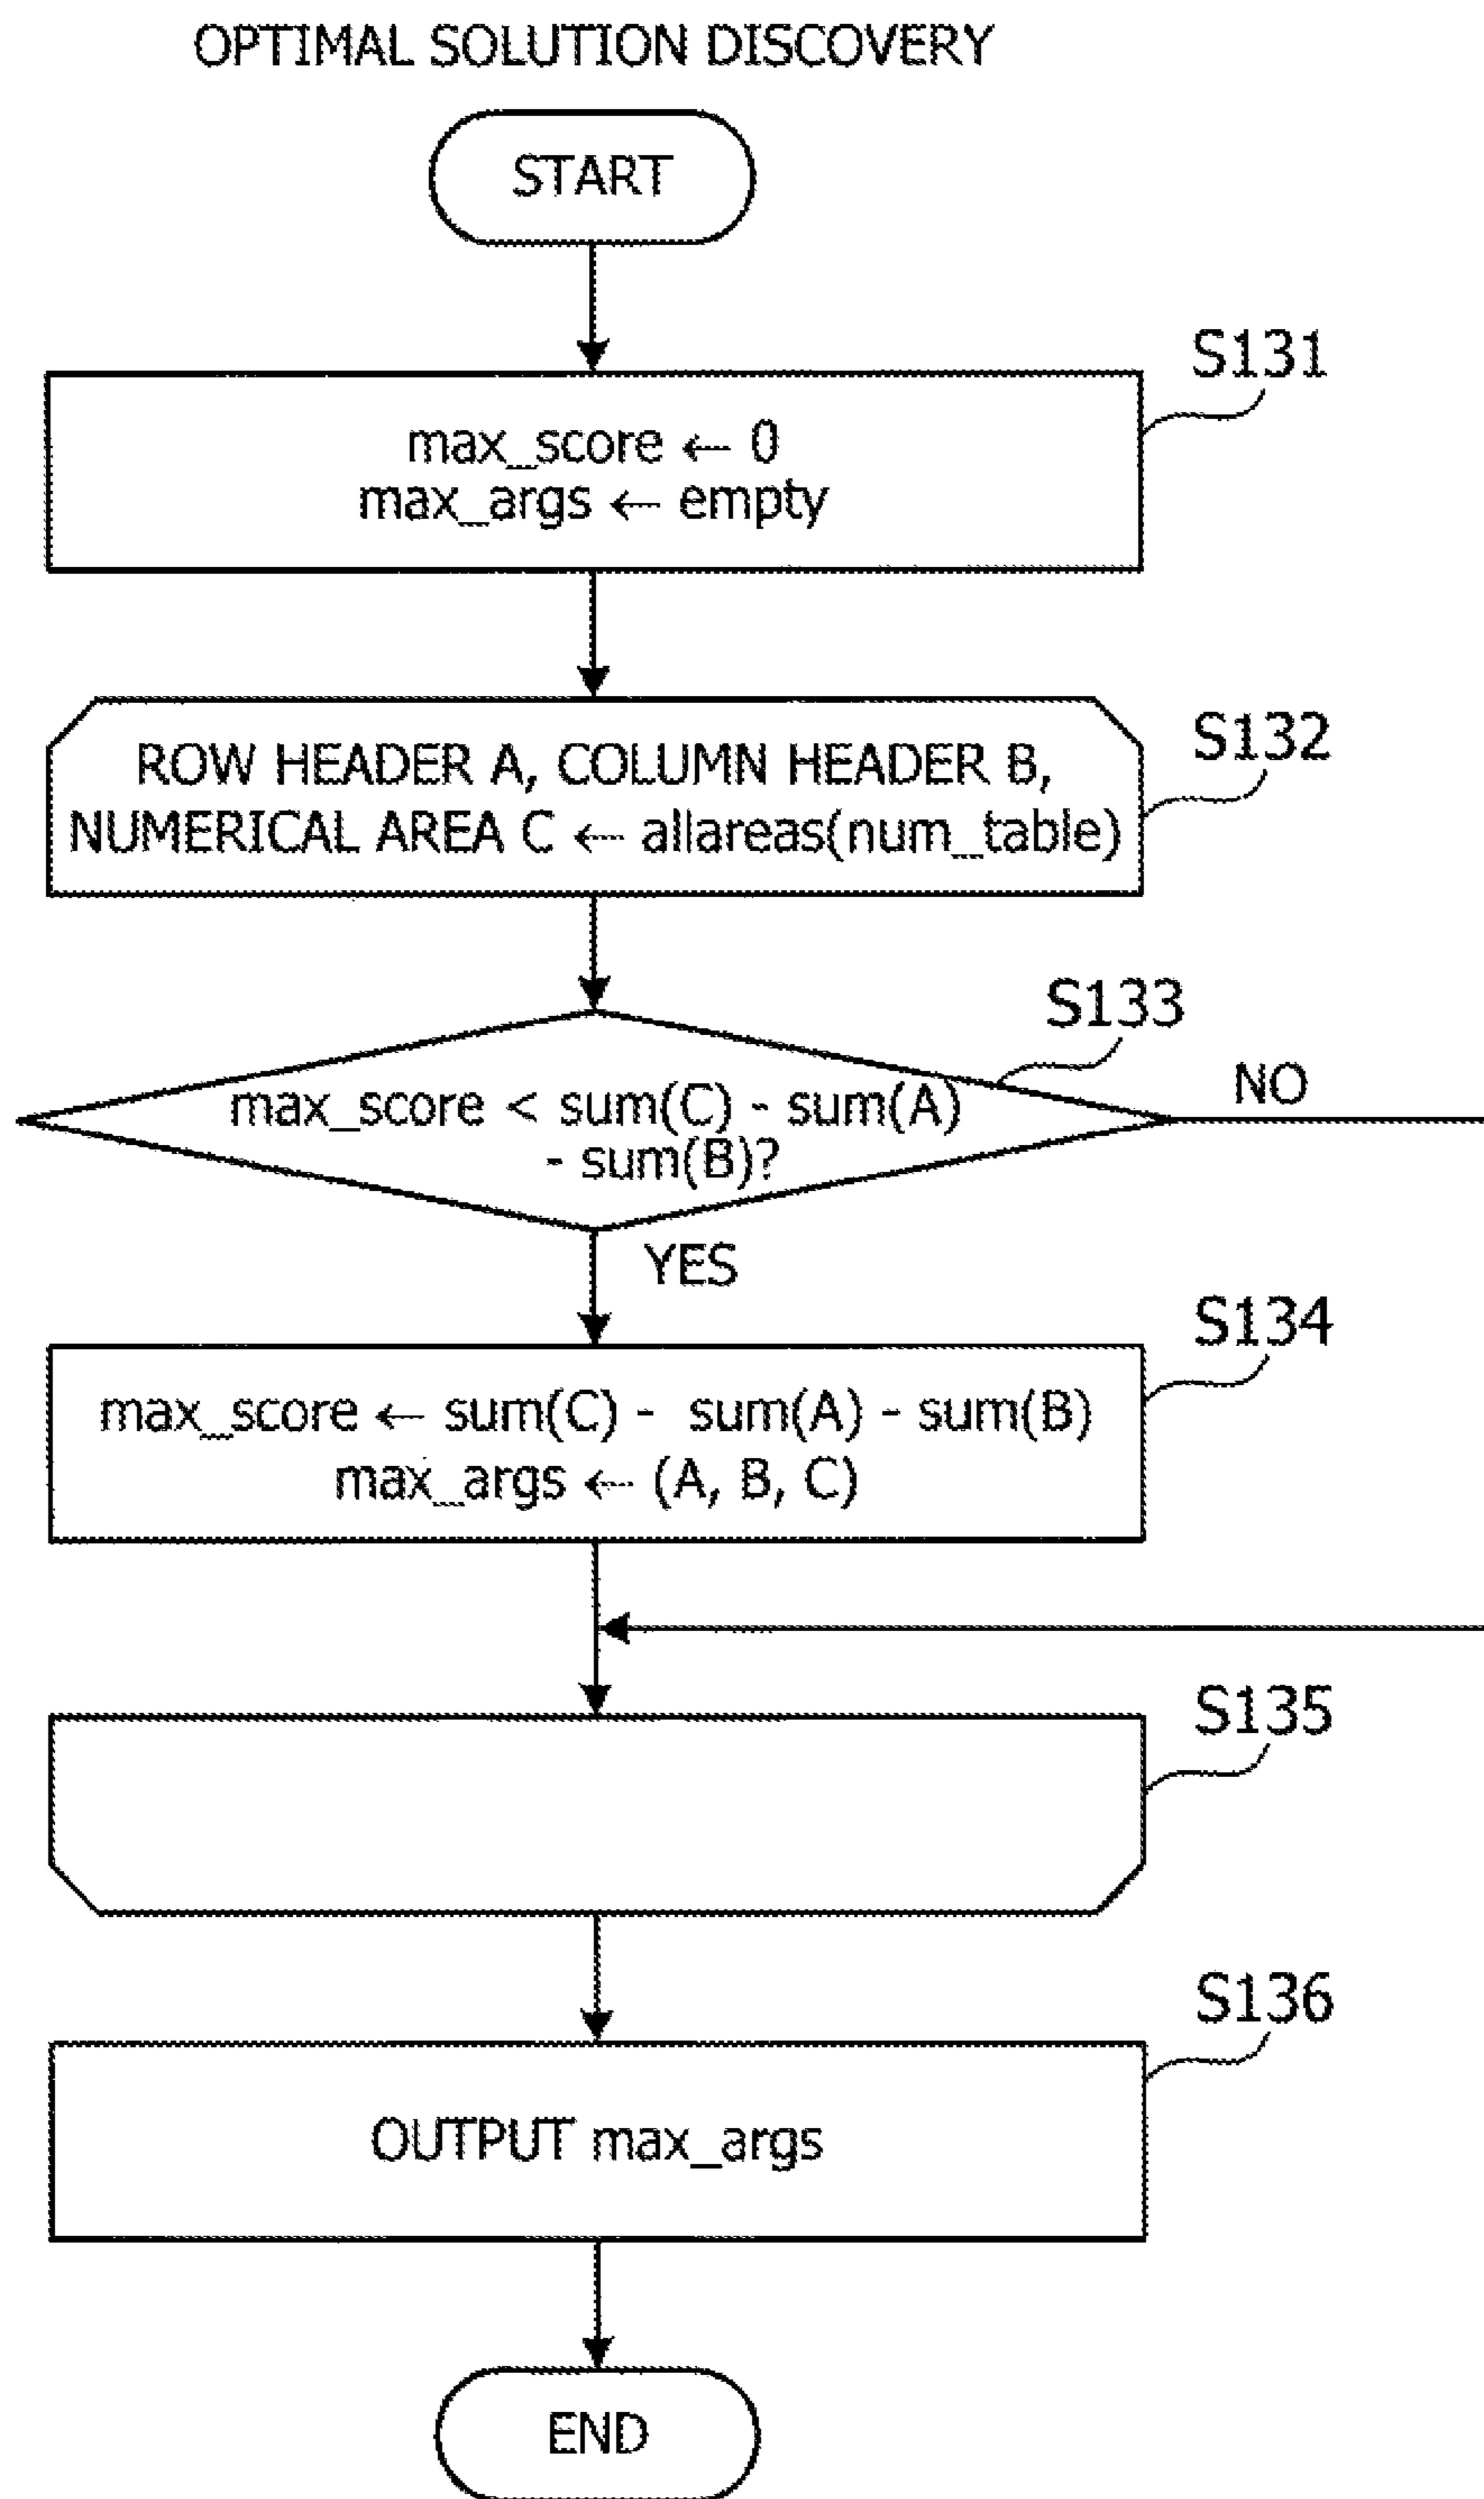 OPTIMAL SOLUTION DISCOVERY
START
S131
max_score ← 0
max_args ← empty
S132
ROW HEADER A, COLUMN HEADER B,
NUMERICAL AREA C ← allareas(num_table)
S133
NO
max_score < sum(C) - sum(A)
- sum(B)?
YES
S134
max_score ← sum(C) - sum(A) - sum(B)
max_args ← (A, B, C)
S135
S136
OUTPUT max_args
END